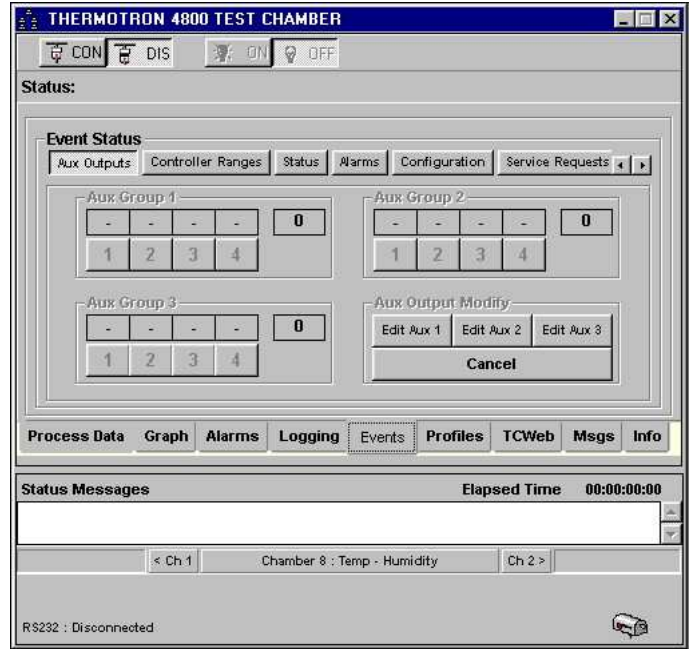 THERMOTRON 4800 TEST CHAMBER
CON DIS ON OFF
Status:
Event Status
Aux Outputs Controller Ranges Status Alarms Configuration Service Requests
Aux Group 1 Aux Group 2
- - - - 0 - - - - 0
1 2 3 4 1 2 3 4
Aux Group 3 Aux Output Modify
- - - - 0 Edit Aux 1 Edit Aux 2 Edit Aux 3
1 2 3 4 Cancel
Process Data Graph Alarms Logging Events Profiles TCWeb Msgs Info
Status Messages Elapsed Time 00:00:00:00
< Ch 1 Chamber 8 : Temp - Humidity Ch 2 >
RS232 : Disconnected